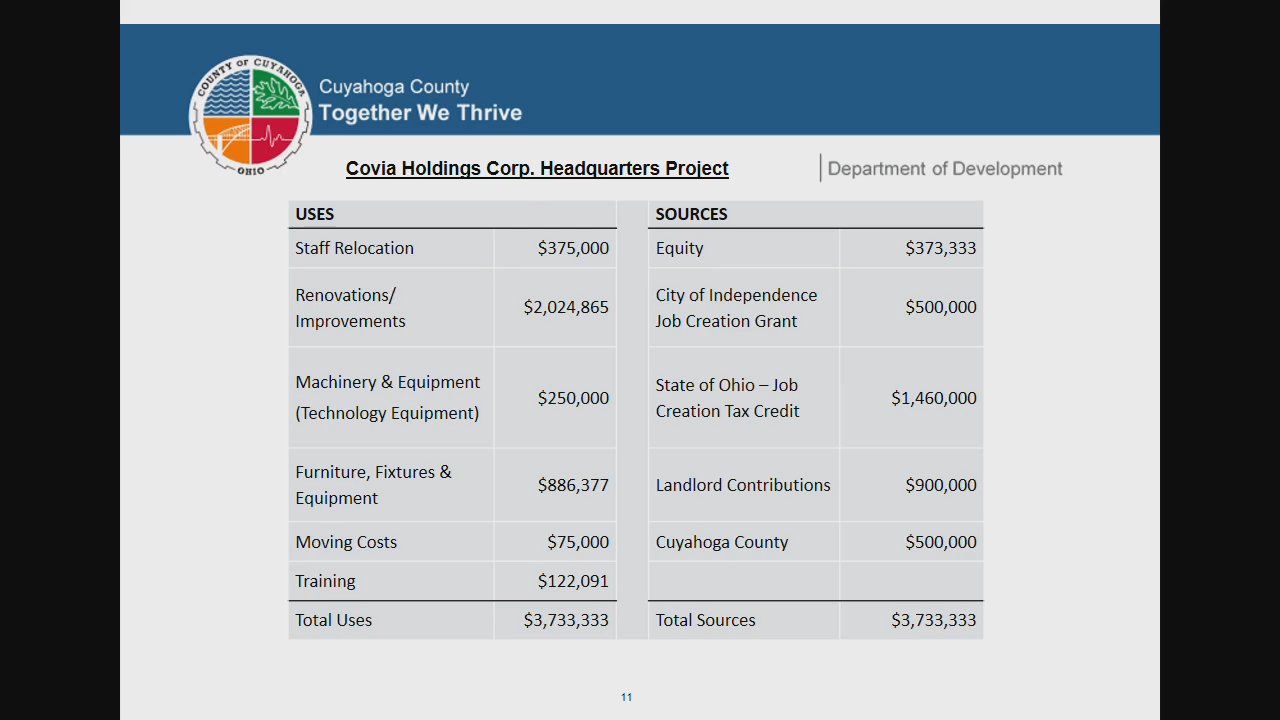 COUNTY OF CUYAHOGA
OHIO
Cuyahoga County
Together We Thrive
Covia Holdings Corp. Headquarters Project
Department of Development
USES SOURCES
Staff Relocation $375,000 Equity $373,333
Renovations/
Improvements $2,024,865 City of Independence
Job Creation Grant $500,000
Machinery & Equipment
(Technology Equipment) $250,000 State of Ohio – Job
Creation Tax Credit $1,460,000
Furniture, Fixtures &
Equipment $886,377 Landlord Contributions $900,000
Moving Costs $75,000 Cuyahoga County $500,000
Training $122,091
Total Uses $3,733,333 Total Sources $3,733,333
11